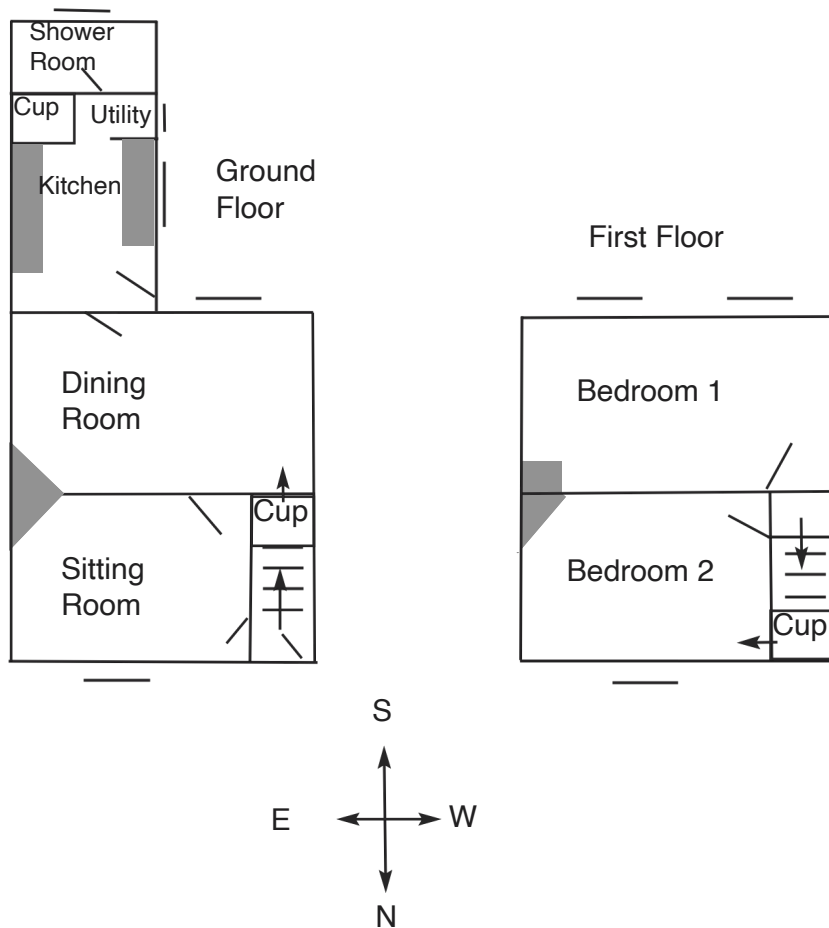 Shower
Room
Cup
Utility
Kitchen
Ground
Floor
First Floor
Dining
Room
Bedroom 1
Cup
Sitting
Room
Bedroom 2
Cup
S
E
W
N